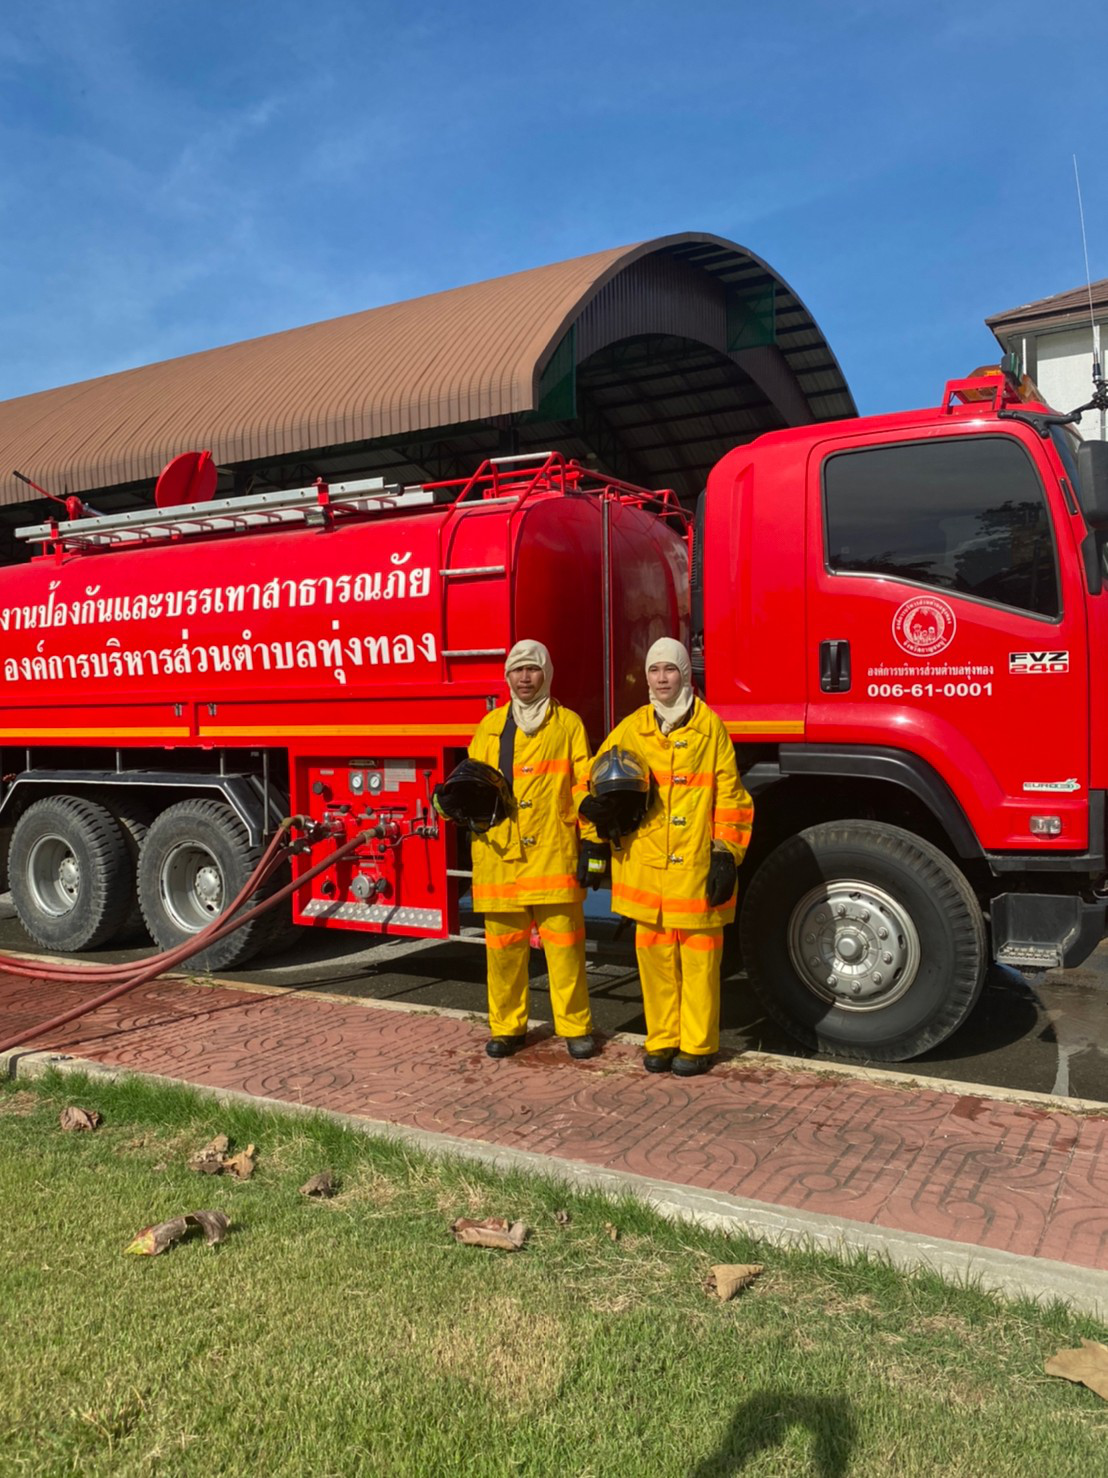 งานป้องกันและบรรเทาสาธารณภัย
องค์การบริหารส่วนตำบลทุ่งทอง
องค์การบริหารส่วนตำบลทุ่งทอง
006-61-0001
FVZ
240
EURO